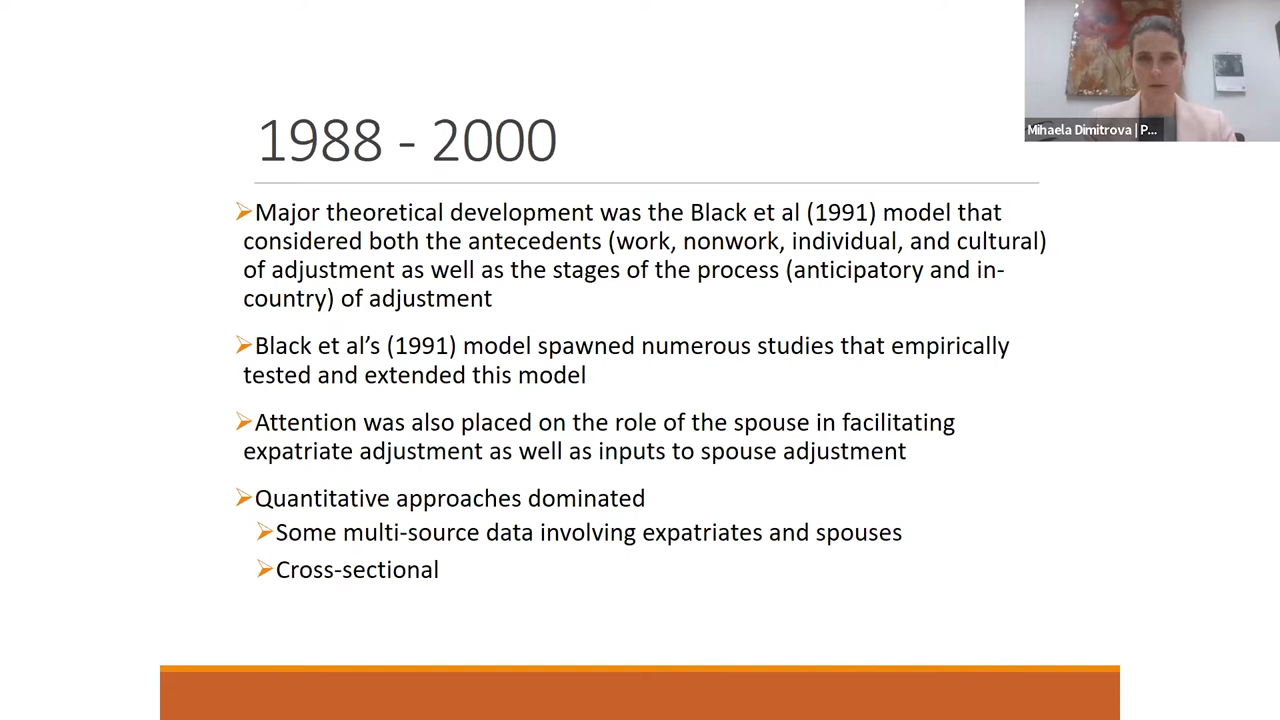 Mihaela Dimitrova | P...
1988 - 2000
Major theoretical development was the Black et al (1991) model that
considered both the antecedents (work, nonwork, individual, and cultural)
of adjustment as well as the stages of the process (anticipatory and in-
country) of adjustment
Black et al’s (1991) model spawned numerous studies that empirically
tested and extended this model
Attention was also placed on the role of the spouse in facilitating
expatriate adjustment as well as inputs to spouse adjustment
Quantitative approaches dominated
Some multi-source data involving expatriates and spouses
Cross-sectional